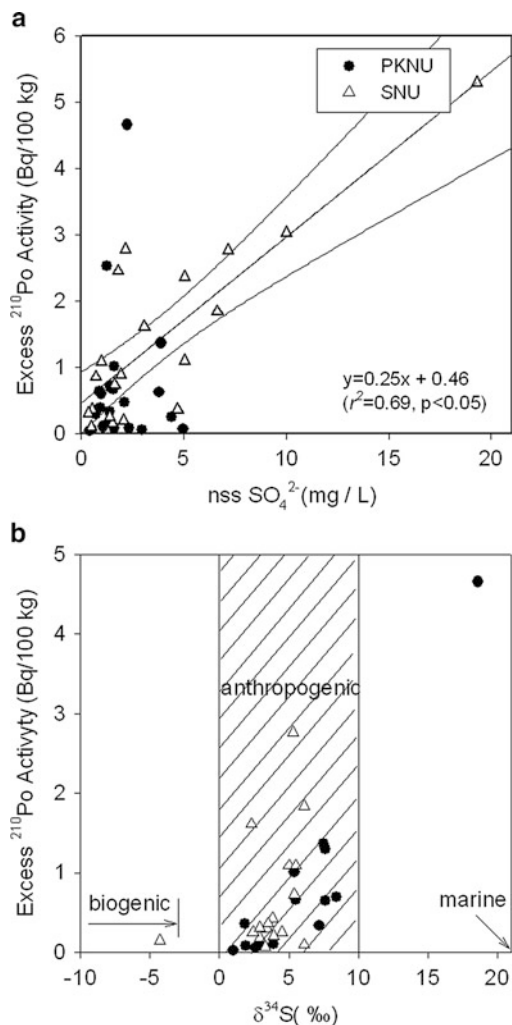 a
6
5
4
3
2
1
0
Excess ²¹⁰Po Activity (Bq/100 kg)
PKNU
SNU
y=0.25x + 0.46
(r²=0.69, p<0.05)
0 5 10 15 20
nss SO₄²⁻(mg / L)
b
5
4
3
2
1
0
Excess ²¹⁰Po Activyty (Bq/100 kg)
anthropogenic
biogenic
marine
-10 -5 0 5 10 15 20
δ³⁴S( ‰)